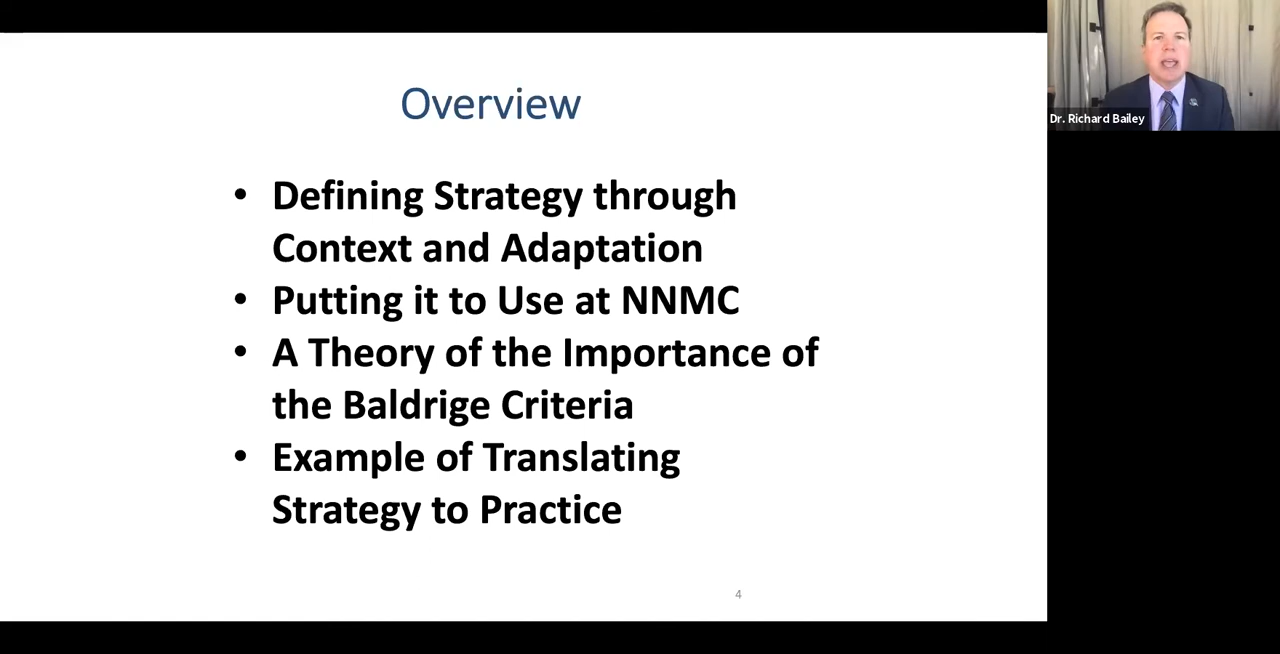 Overview
• Defining Strategy through
Context and Adaptation
• Putting it to Use at NNMC
• A Theory of the Importance of
the Baldrige Criteria
• Example of Translating
Strategy to Practice
4
Dr. Richard Bailey